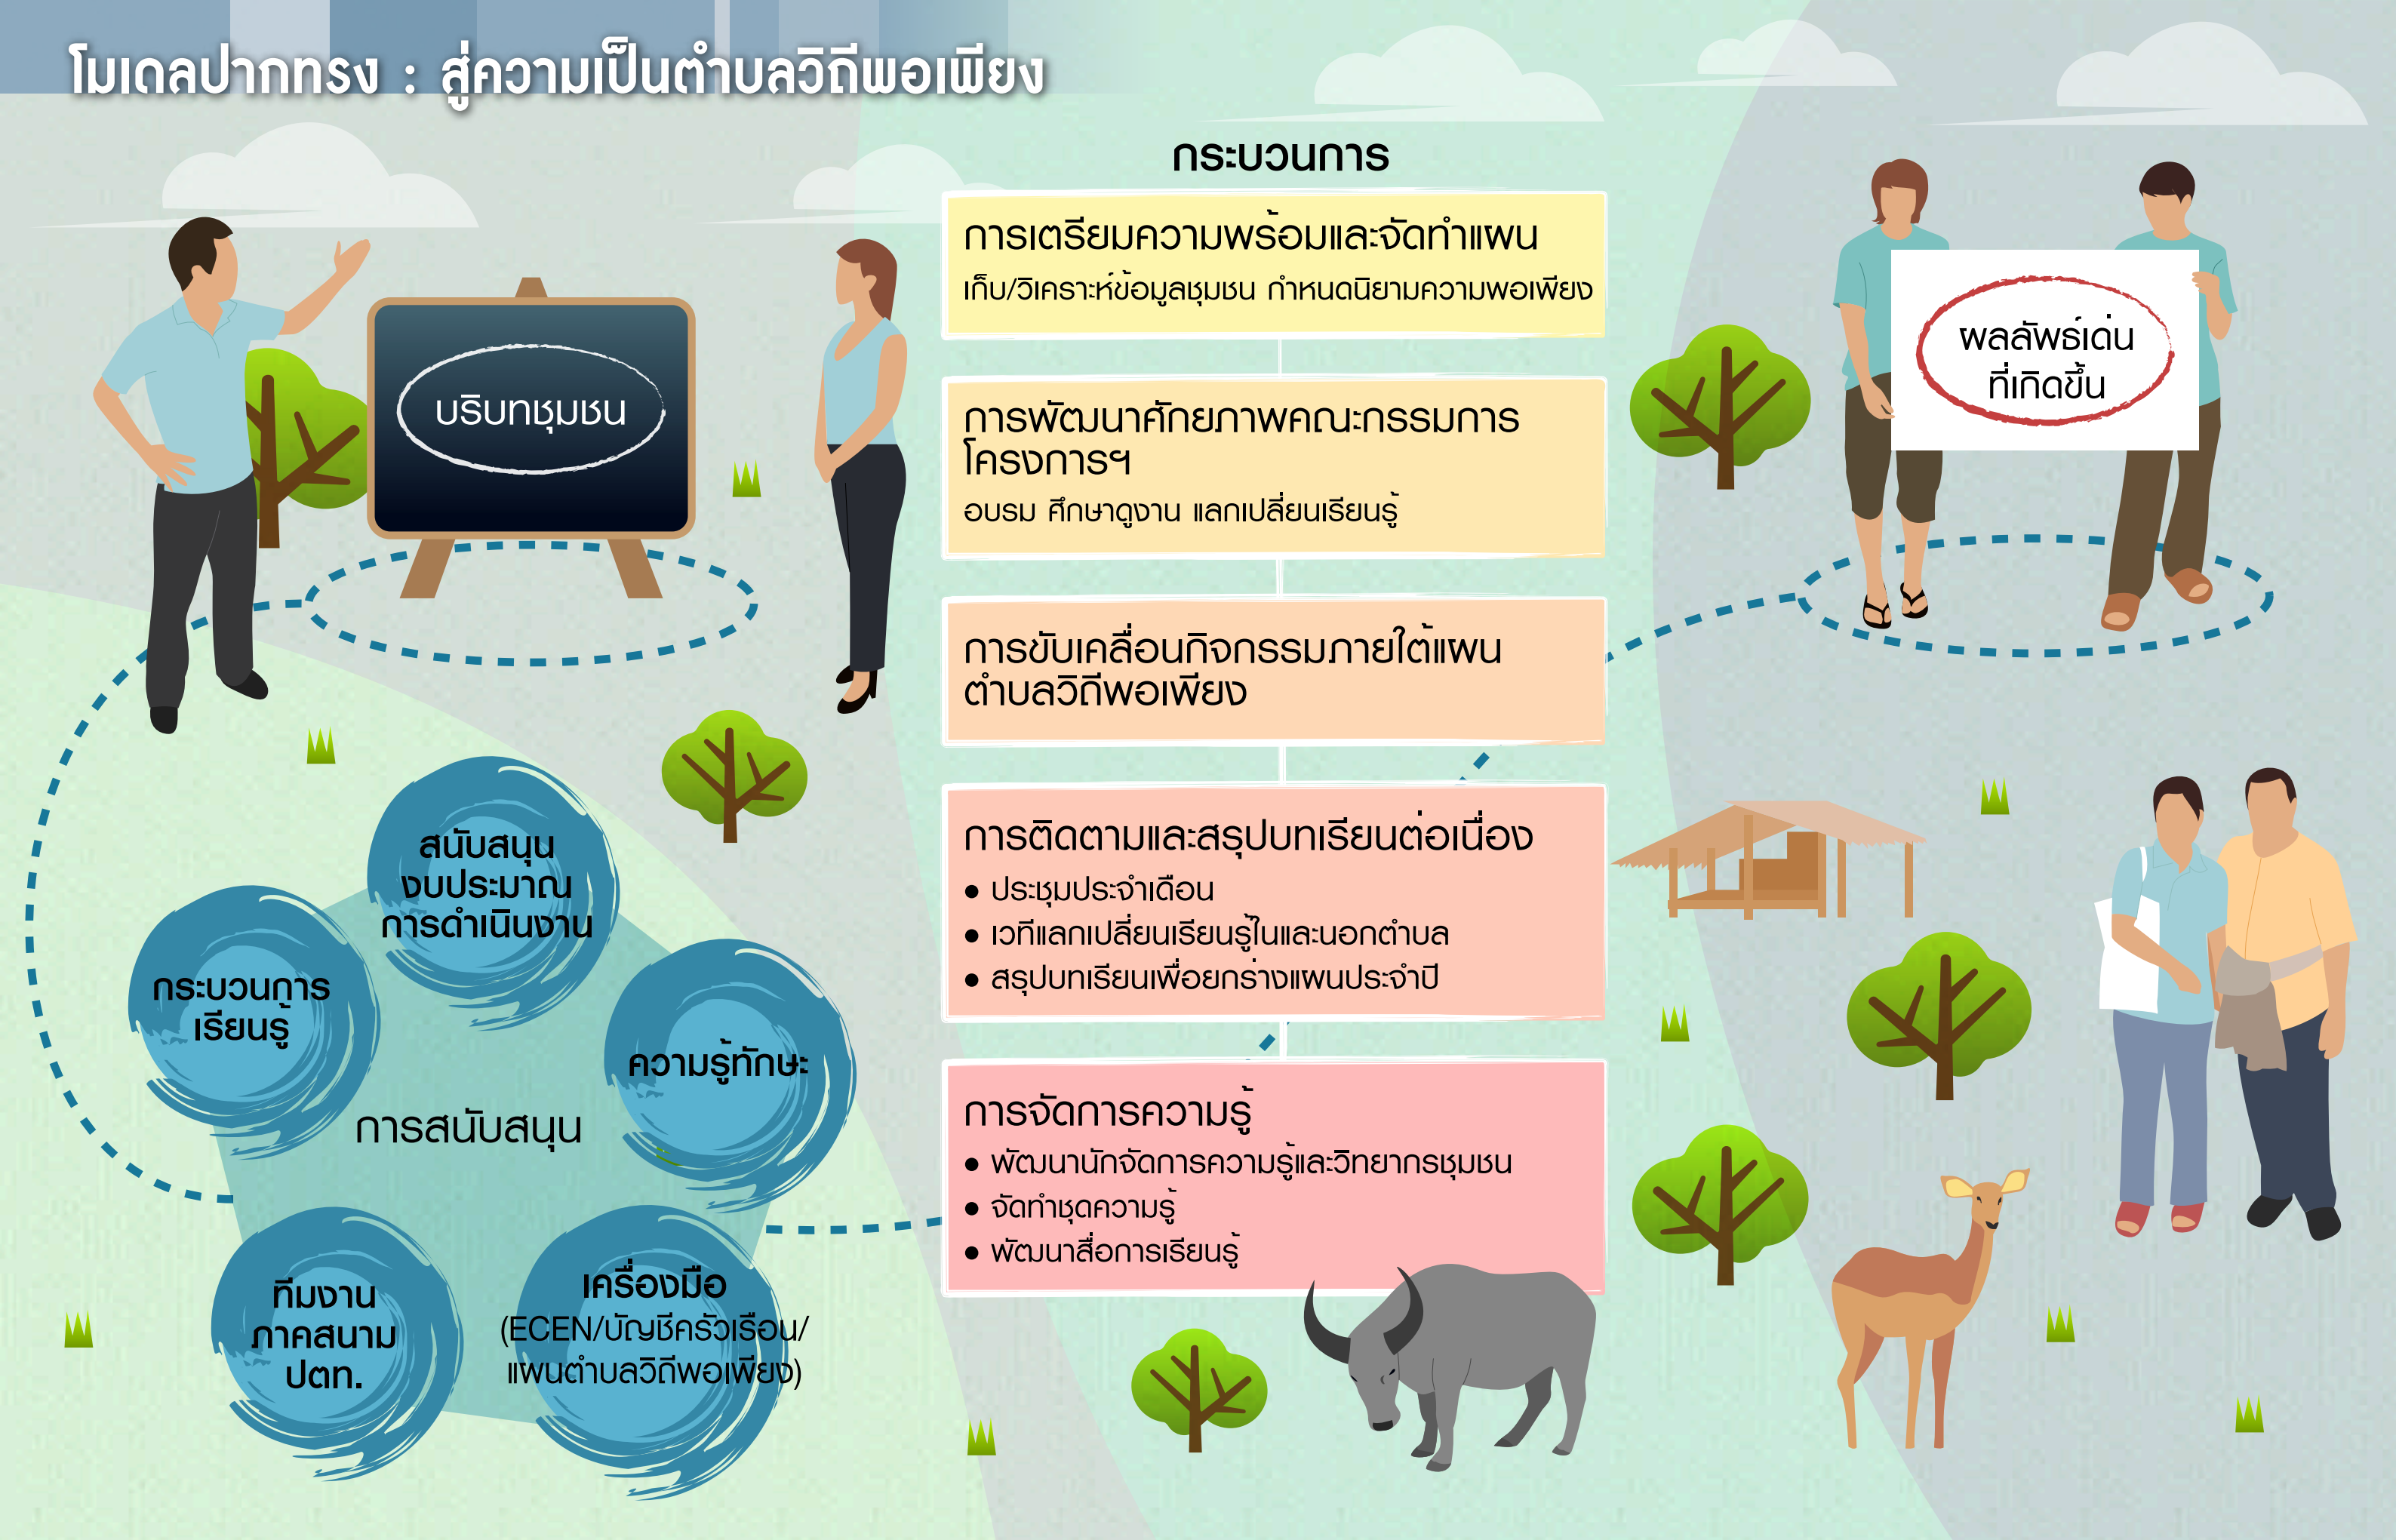 โมเดลปากทรง : สู่ความเป็นตำบลวิถีพอเพียง
บริบทชุมชน
สนับสนุน
งบประมาณ
การดำเนินงาน
กระบวนการ
เรียนรู้
ความรู้ทักษะ
การสนับสนุน
ทีมงาน
ภาคสนาม
ปตท.
เครื่องมือ
(ECEN/บัญชีครัวเรือน/
แผนตำบลวิถีพอเพียง)
กระบวนการ
การเตรียมความพร้อมและจัดทำแผน
เก็บ/วิเคราะห์ข้อมูลชุมชน กำหนดนิยามความพอเพียง
การพัฒนาศักยภาพคณะกรรมการ
โครงการฯ
อบรม ศึกษาดูงาน แลกเปลี่ยนเรียนรู้
การขับเคลื่อนกิจกรรมภายใต้แผน
ตำบลวิถีพอเพียง
การติดตามและสรุปบทเรียนต่อเนื่อง
● ประชุมประจำเดือน
● เวทีแลกเปลี่ยนเรียนรู้ในและนอกตำบล
● สรุปบทเรียนเพื่อยกร่างแผนประจำปี
การจัดการความรู้
● พัฒนานักจัดการความรู้และวิทยากรชุมชน
● จัดทำชุดความรู้
● พัฒนาสื่อการเรียนรู้
ผลลัพธ์เด่น
ที่เกิดขึ้น